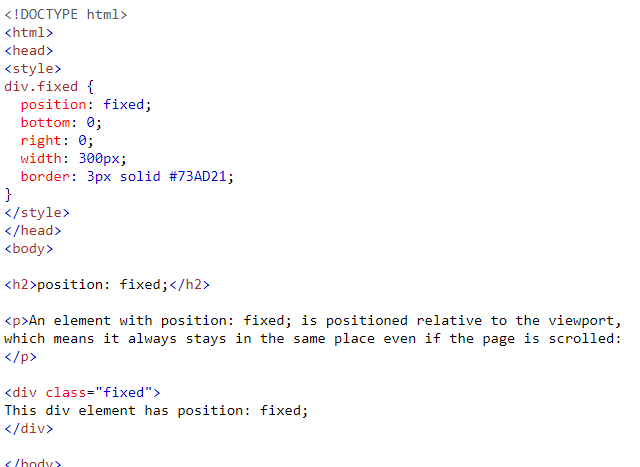 <!DOCTYPE html>
<html>
<head>
<style>
div.fixed {
  position: fixed;
  bottom: 0;
  right: 0;
  width: 300px;
  border: 3px solid #73AD21;
}
</style>
</head>
<body>

<h2>position: fixed;</h2>

<p>An element with position: fixed; is positioned relative to the viewport,
which means it always stays in the same place even if the page is scrolled:
</p>

<div class="fixed">
This div element has position: fixed;
</div>

</body>